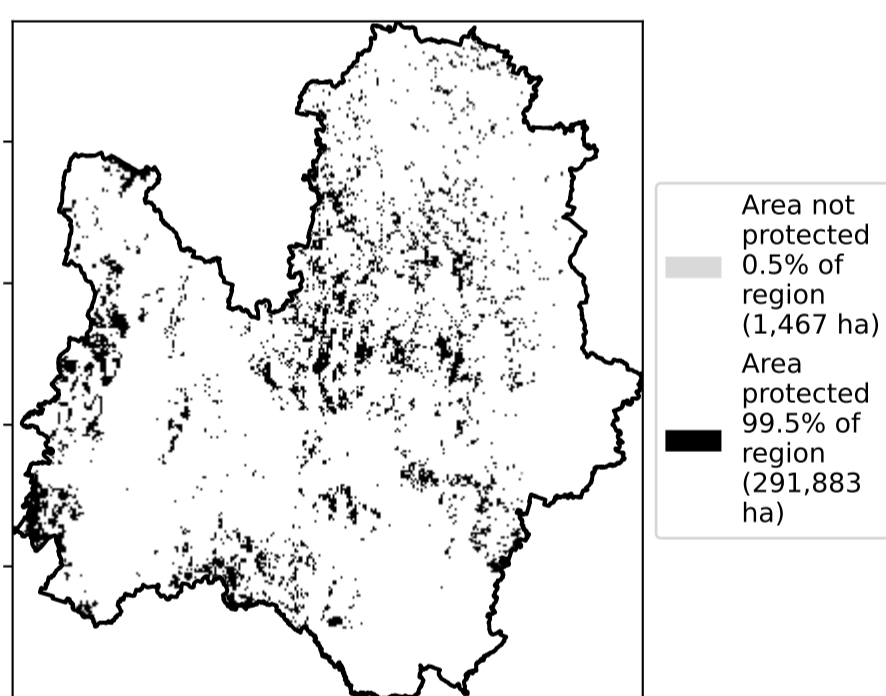 Area not
protected
0.5% of
region
(1,467 ha)
Area
protected
99.5% of
region
(291,883
ha)